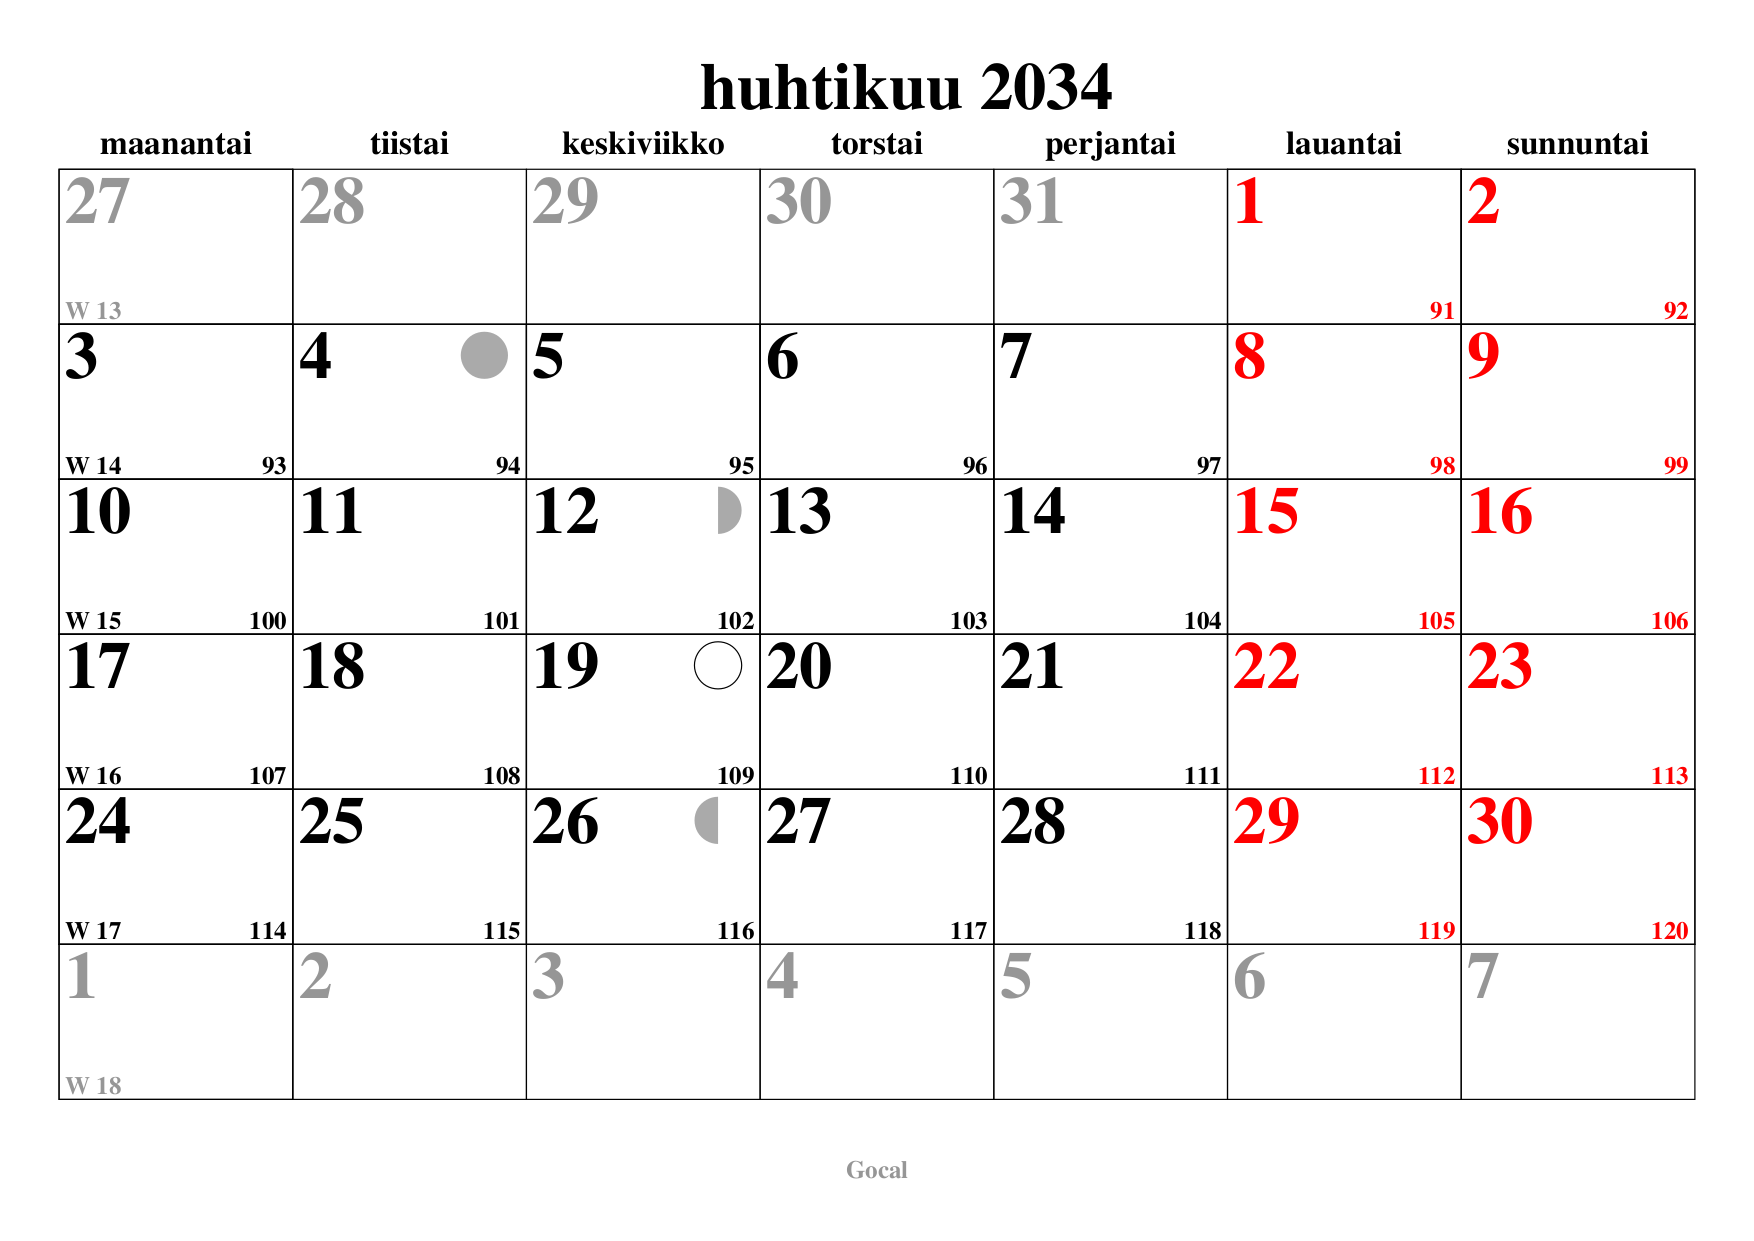 huhtikuu 2034
maanantai tiistai keskiviikko torstai perjantai lauantai sunnuntai
27 28 29 30 31 1 2
W 13 91 92
3 4 5 6 7 8 9
W 14 93 94 95 96 97 98 99
10 11 12 13 14 15 16
W 15 100 101 102 103 104 105 106
17 18 19 20 21 22 23
W 16 107 108 109 110 111 112 113
24 25 26 27 28 29 30
W 17 114 115 116 117 118 119 120
1 2 3 4 5 6 7
W 18
Gocal